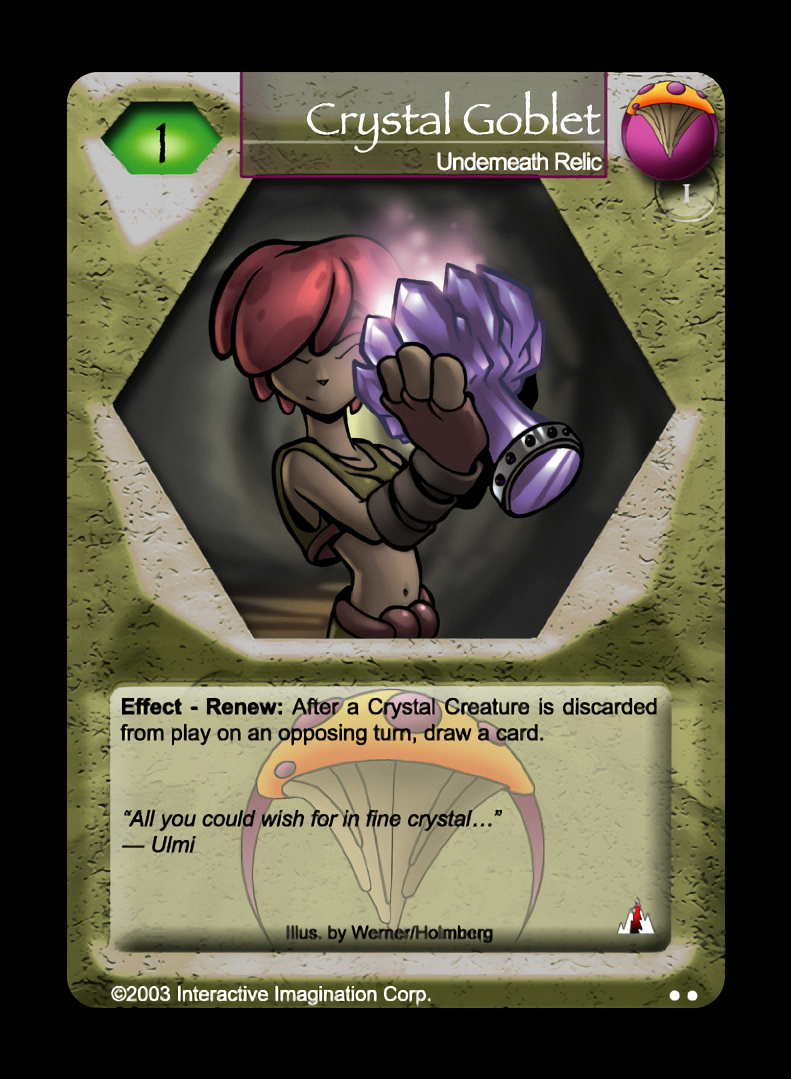 1
Crystal Goblet
Underneath Relic
I
Effect - Renew: After a Crystal Creature is discarded
from play on an opposing turn, draw a card.
“All you could wish for in fine crystal…”
— Ulmi
Illus. by Werner/Holmberg
©2003 Interactive Imagination Corp.